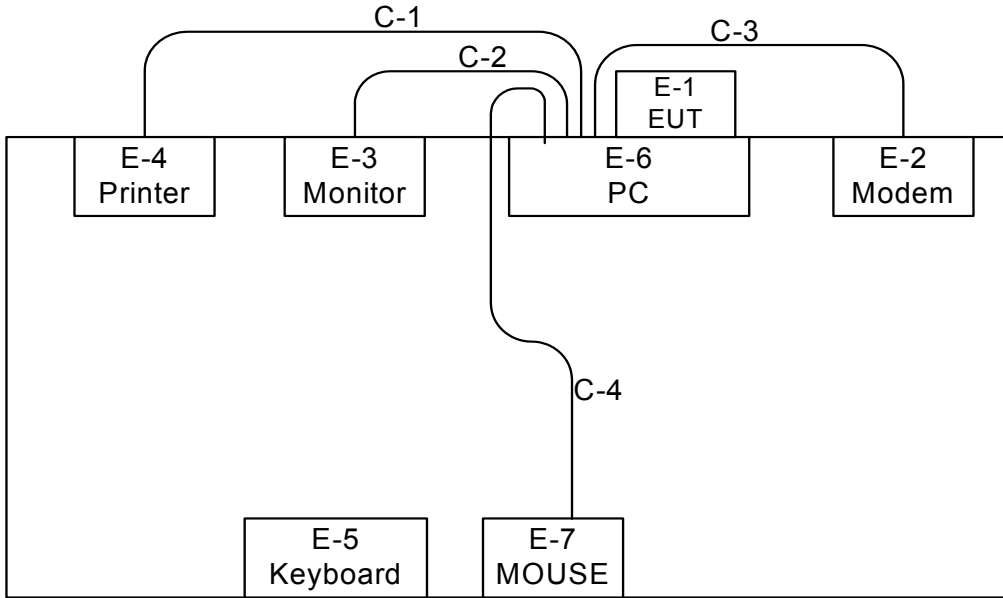 C-1
C-2
C-3
E-1
EUT
E-4
Printer
E-3
Monitor
E-6
PC
E-2
Modem
C-4
E-5
Keyboard
E-7
MOUSE